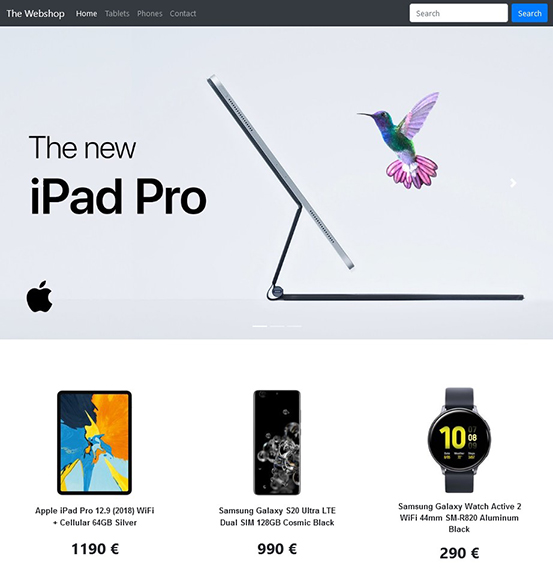 The Webshop Home Tablets Phones Contact Search Search
The new
iPad Pro
10:08
Apple iPad Pro 12.9 (2018) WiFi
+ Cellular 64GB Silver
1190 €
Samsung Galaxy S20 Ultra LTE
Dual SIM 128GB Cosmic Black
990 €
Samsung Galaxy Watch Active 2
WiFi 44mm SM-R820 Aluminum
Black
290 €